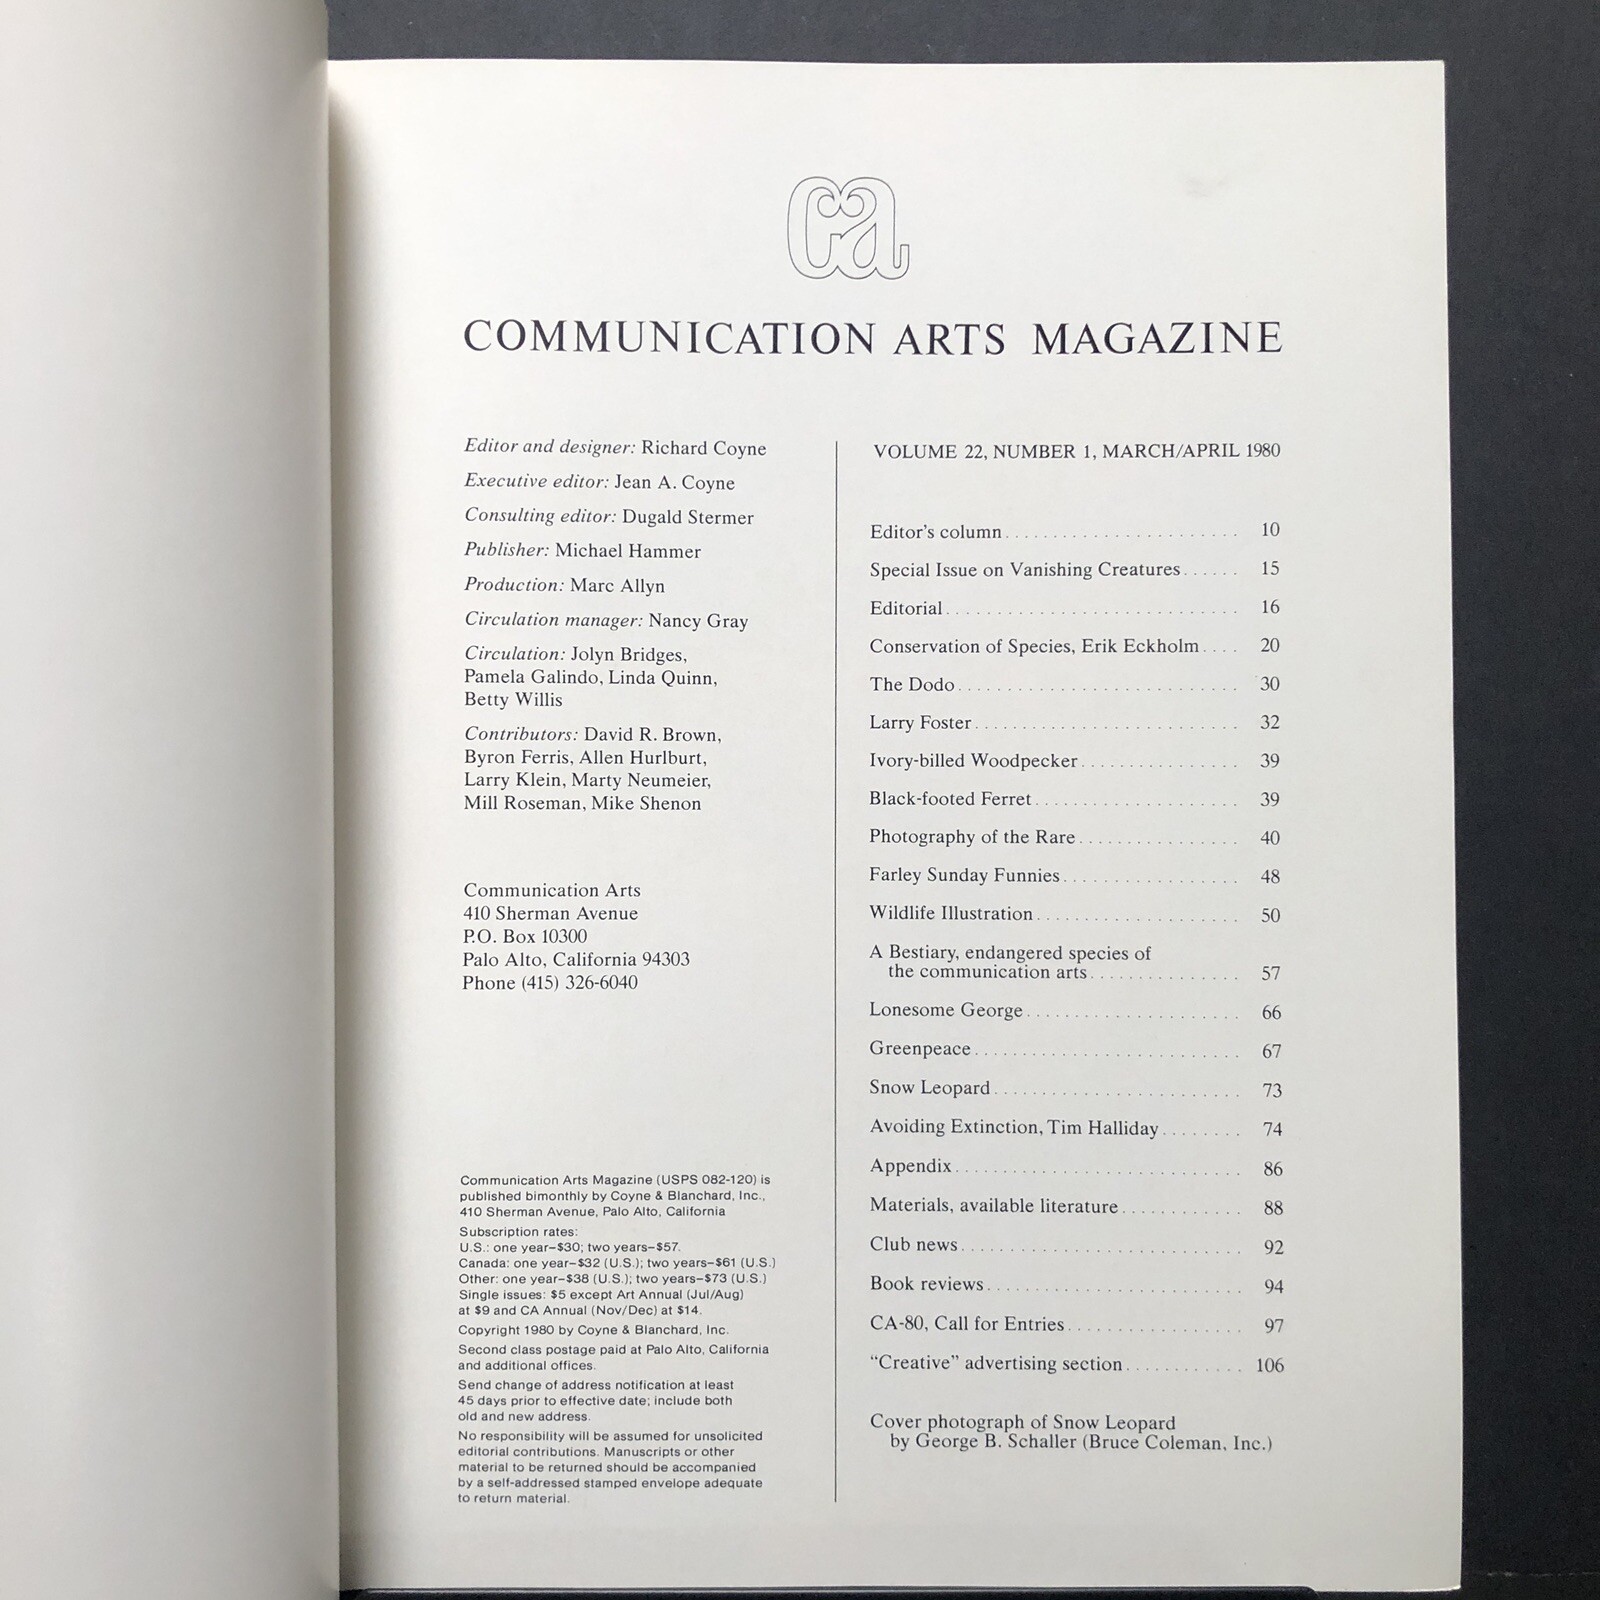 ca
COMMUNICATION ARTS MAGAZINE
Editor and designer: Richard Coyne
Executive editor: Jean A. Coyne
Consulting editor: Dugald Stermer
Publisher: Michael Hammer
Production: Marc Allyn
Circulation manager: Nancy Gray
Circulation: Jolyn Bridges,
Pamela Galindo, Linda Quinn,
Betty Willis
Contributors: David R. Brown,
Byron Ferris, Allen Hurlburt,
Larry Klein, Marty Neumeier,
Mill Roseman, Mike Shenon
Communication Arts
410 Sherman Avenue
P.O. Box 10300
Palo Alto, California 94303
Phone (415) 326-6040
Communication Arts Magazine (USPS 082-120) is
published bimonthly by Coyne & Blanchard, Inc.,
410 Sherman Avenue, Palo Alto, California
Subscription rates:
U.S.: one year–$30; two years–$57.
Canada: one year–$32 (U.S.); two years–$61 (U.S.)
Other: one year–$38 (U.S.); two years–$73 (U.S.)
Single issues: $5 except Art Annual (Jul/Aug)
at $9 and CA Annual (Nov/Dec) at $14.
Copyright 1980 by Coyne & Blanchard, Inc.
Second class postage paid at Palo Alto, California
and additional offices.
Send change of address notification at least
45 days prior to effective date; include both
old and new address.
No responsibility will be assumed for unsolicited
editorial contributions. Manuscripts or other
material to be returned should be accompanied
by a self-addressed stamped envelope adequate
to return material.
VOLUME 22, NUMBER 1, MARCH/APRIL 1980
Editor's column 10
Special Issue on Vanishing Creatures 15
Editorial 16
Conservation of Species, Erik Eckholm 20
The Dodo 30
Larry Foster 32
Ivory-billed Woodpecker 39
Black-footed Ferret 39
Photography of the Rare 40
Farley Sunday Funnies 48
Wildlife Illustration 50
A Bestiary, endangered species of
the communication arts 57
Lonesome George 66
Greenpeace 67
Snow Leopard 73
Avoiding Extinction, Tim Halliday 74
Appendix 86
Materials, available literature 88
Club news 92
Book reviews 94
CA-80, Call for Entries 97
“Creative” advertising section 106
Cover photograph of Snow Leopard
by George B. Schaller (Bruce Coleman, Inc.)